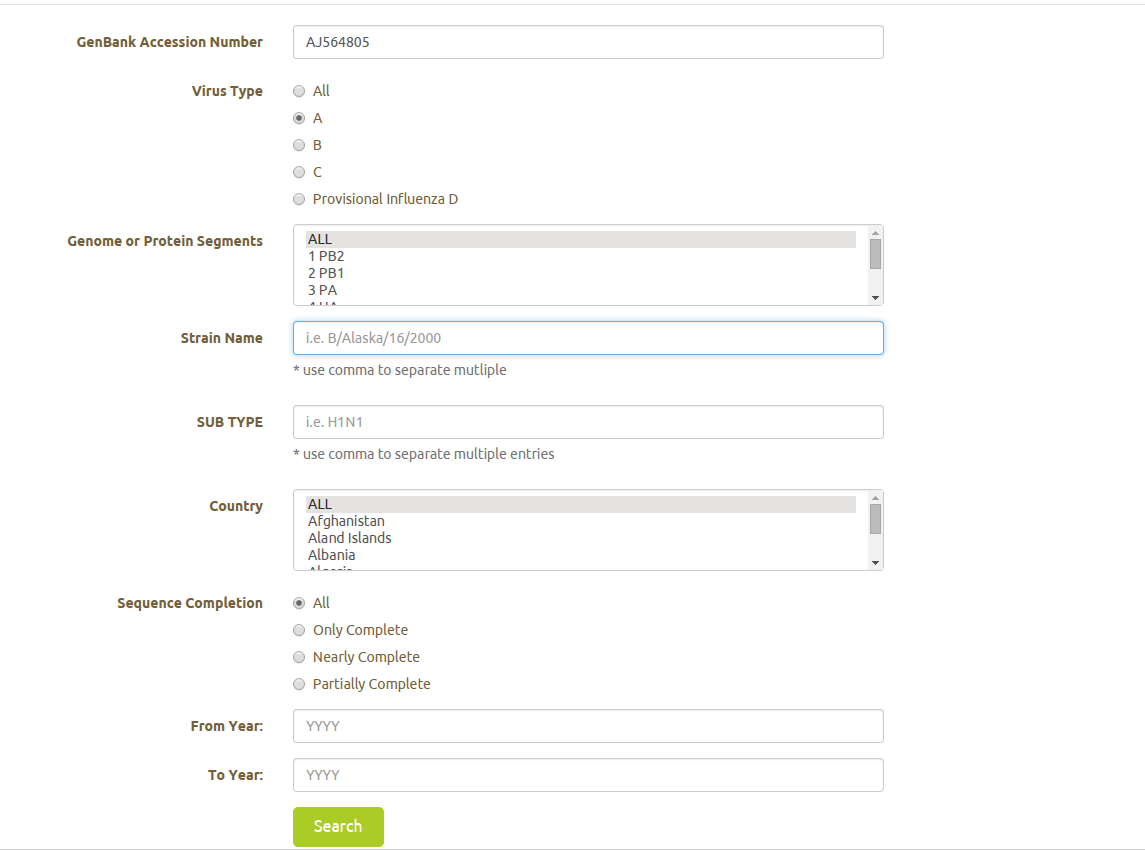 GenBank Accession Number AJ564805
Virus Type All
A
B
C
Provisional Influenza D
Genome or Protein Segments ALL
1 PB2
2 PB1
3 PA
Strain Name i.e. B/Alaska/16/2000
* use comma to separate mutliple
SUB TYPE i.e. H1N1
* use comma to separate multiple entries
Country ALL
Afghanistan
Aland Islands
Albania
Sequence Completion All
Only Complete
Nearly Complete
Partially Complete
From Year: YYYY
To Year: YYYY
Search